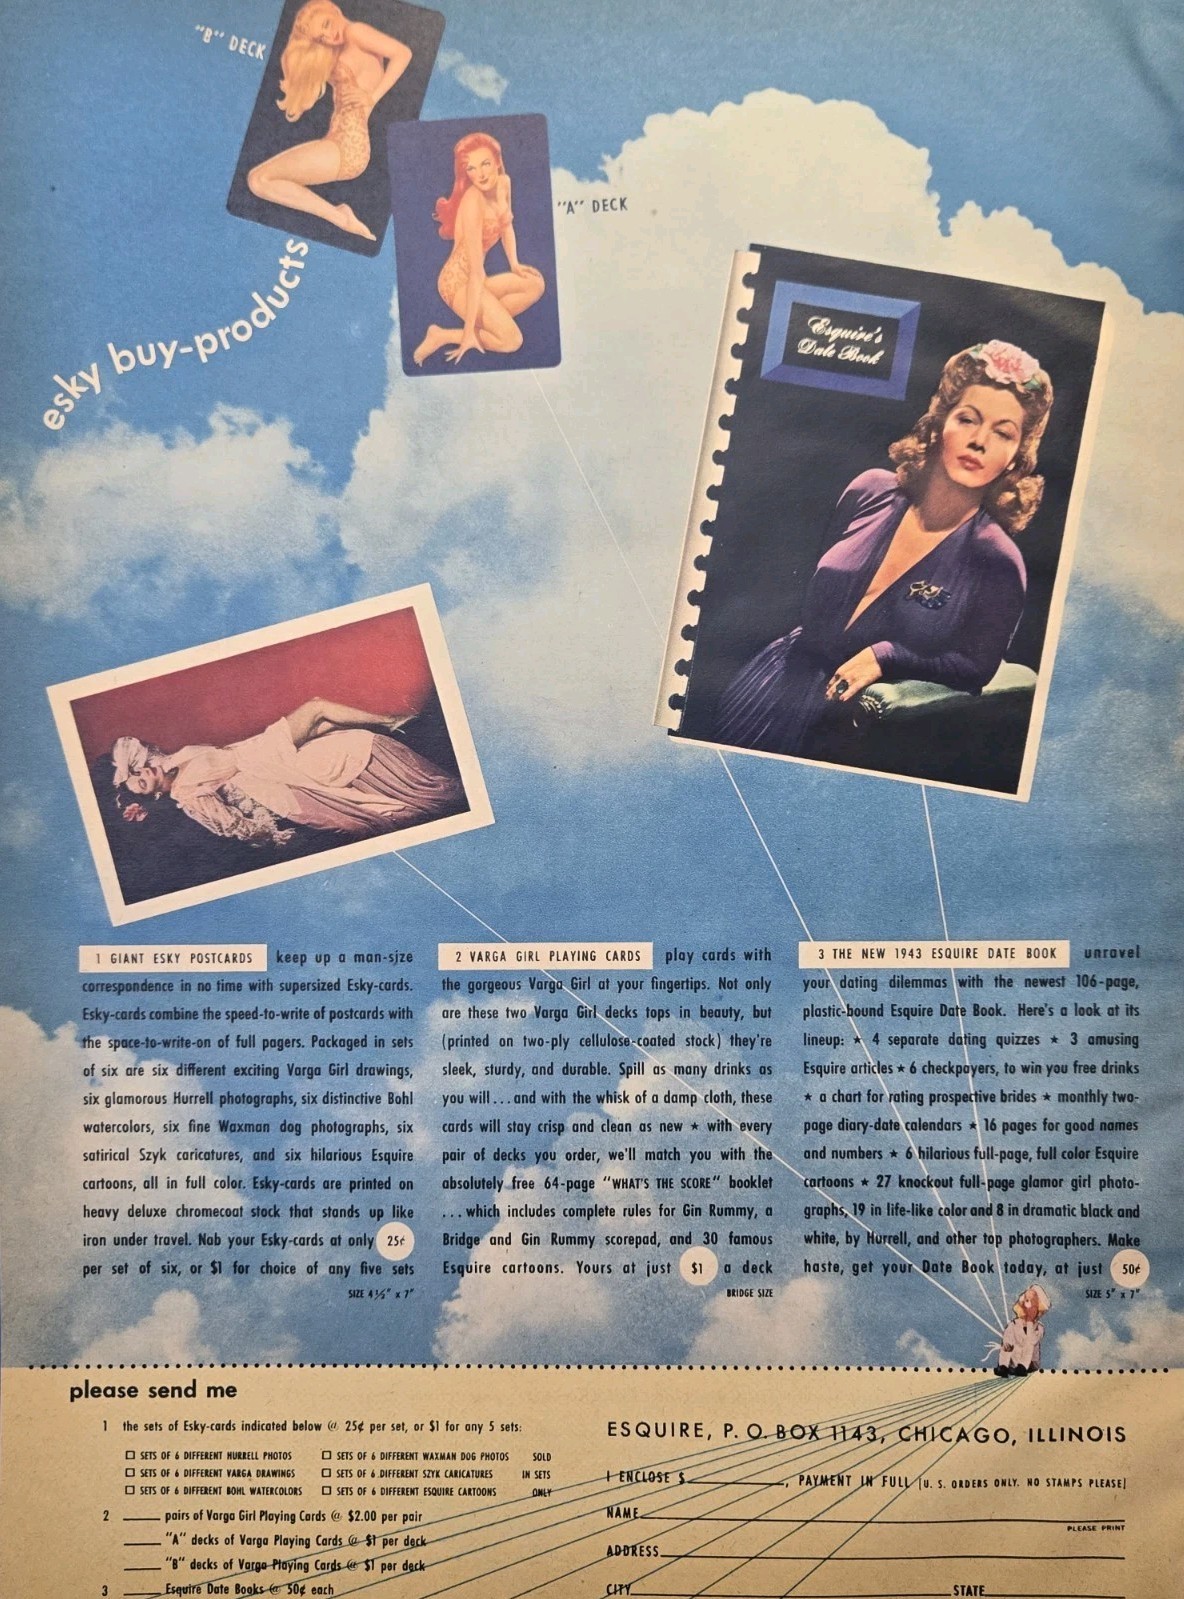 "B" DECK
"A" DECK
esky buy-products
Esquire's
Date Book
1 GIANT ESKY POSTCARDS keep up a man-size
correspondence in no time with supersized Esky-cards.
Esky-cards combine the speed-to-write of postcards with
the space-to-write-on of full pagers. Packaged in sets
of six are six different exciting Varga Girl drawings,
six glamorous Hurrell photographs, six distinctive Bohl
watercolors, six fine Waxman dog photographs, six
satirical Szyk caricatures, and six hilarious Esquire
cartoons, all in full color. Esky-cards are printed on
heavy deluxe chromecoat stock that stands up like
iron under travel. Nab your Esky-cards at only 25¢
per set of six, or $1 for choice of any five sets
SIZE 4½" x 7"
2 VARGA GIRL PLAYING CARDS play cards with
the gorgeous Varga Girl at your fingertips. Not only
are these two Varga Girl decks tops in beauty, but
(printed on two-ply cellulose-coated stock) they're
sleek, sturdy, and durable. Spill as many drinks as
you will...and with the whisk of a damp cloth, these
cards will stay crisp and clean as new ★ with every
pair of decks you order, we'll match you with the
absolutely free 64-page "WHAT'S THE SCORE" booklet
...which includes complete rules for Gin Rummy, a
Bridge and Gin Rummy scorepad, and 30 famous
Esquire cartoons. Yours at just $1 a deck
BRIDGE SIZE
3 THE NEW 1943 ESQUIRE DATE BOOK unravel
your dating dilemmas with the newest 106-page,
plastic-bound Esquire Date Book. Here's a look at its
lineup: ★ 4 separate dating quizzes ★ 3 amusing
Esquire articles ★ 6 checkpayers, to win you free drinks
★ a chart for rating prospective brides ★ monthly two-
page diary-date calendars ★ 16 pages for good names
and numbers ★ 6 hilarious full-page, full color Esquire
cartoons ★ 27 knockout full-page glamor girl photo-
graphs, 19 in life-like color and 8 in dramatic black and
white, by Hurrell, and other top photographers. Make
haste, get your Date Book today, at just 50¢
SIZE 5" x 7"
please send me
1 the sets of Esky-cards indicated below @ 25¢ per set, or $1 for any 5 sets:
☐ SETS OF 6 DIFFERENT HURRELL PHOTOS ☐ SETS OF 6 DIFFERENT WAXMAN DOG PHOTOS SOLD
☐ SETS OF 6 DIFFERENT VARGA DRAWINGS ☐ SETS OF 6 DIFFERENT SZYK CARICATURES IN SETS
☐ SETS OF 6 DIFFERENT BOHL WATERCOLORS ☐ SETS OF 6 DIFFERENT ESQUIRE CARTOONS ONLY
2 ____ pairs of Varga Girl Playing Cards @ $2.00 per pair
____ "A" decks of Varga Playing Cards @ $1 per deck
____ "B" decks of Varga Playing Cards @ $1 per deck
3 ____ Esquire Date Books @ 50¢ each
ESQUIRE, P. O. BOX 1143, CHICAGO, ILLINOIS
I ENCLOSE $____, PAYMENT IN FULL (U. S. ORDERS ONLY. NO STAMPS PLEASE)
NAME____
PLEASE PRINT
ADDRESS____
CITY____ STATE____